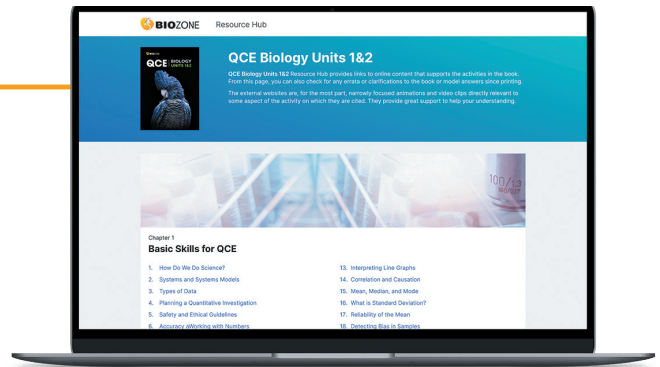 BIOZONE Resource Hub
BIOZONE
QCE BIOLOGY
UNITS 1&2
QCE Biology Units 1&2
QCE Biology Units 1&2 Resource Hub provides links to online content that supports the activities in the book.
From this page, you can also check for any errata or clarifications to the book or model answers since printing.
The external websites are, for the most part, narrowly focused animations and video clips directly relevant to
some aspect of the activity on which they are cited. They provide great support to help your understanding.
100
Chapter 1
Basic Skills for QCE
1. How Do We Do Science?
2. Systems and Systems Models
3. Types of Data
4. Planning a Quantitative Investigation
5. Safety and Ethical Guidelines
6. Accuracy aWorking with Numbers
13. Interpreting Line Graphs
14. Correlation and Causation
15. Mean, Median, and Mode
16. What is Standard Deviation?
17. Reliability of the Mean
18. Detecting Bias in Samples